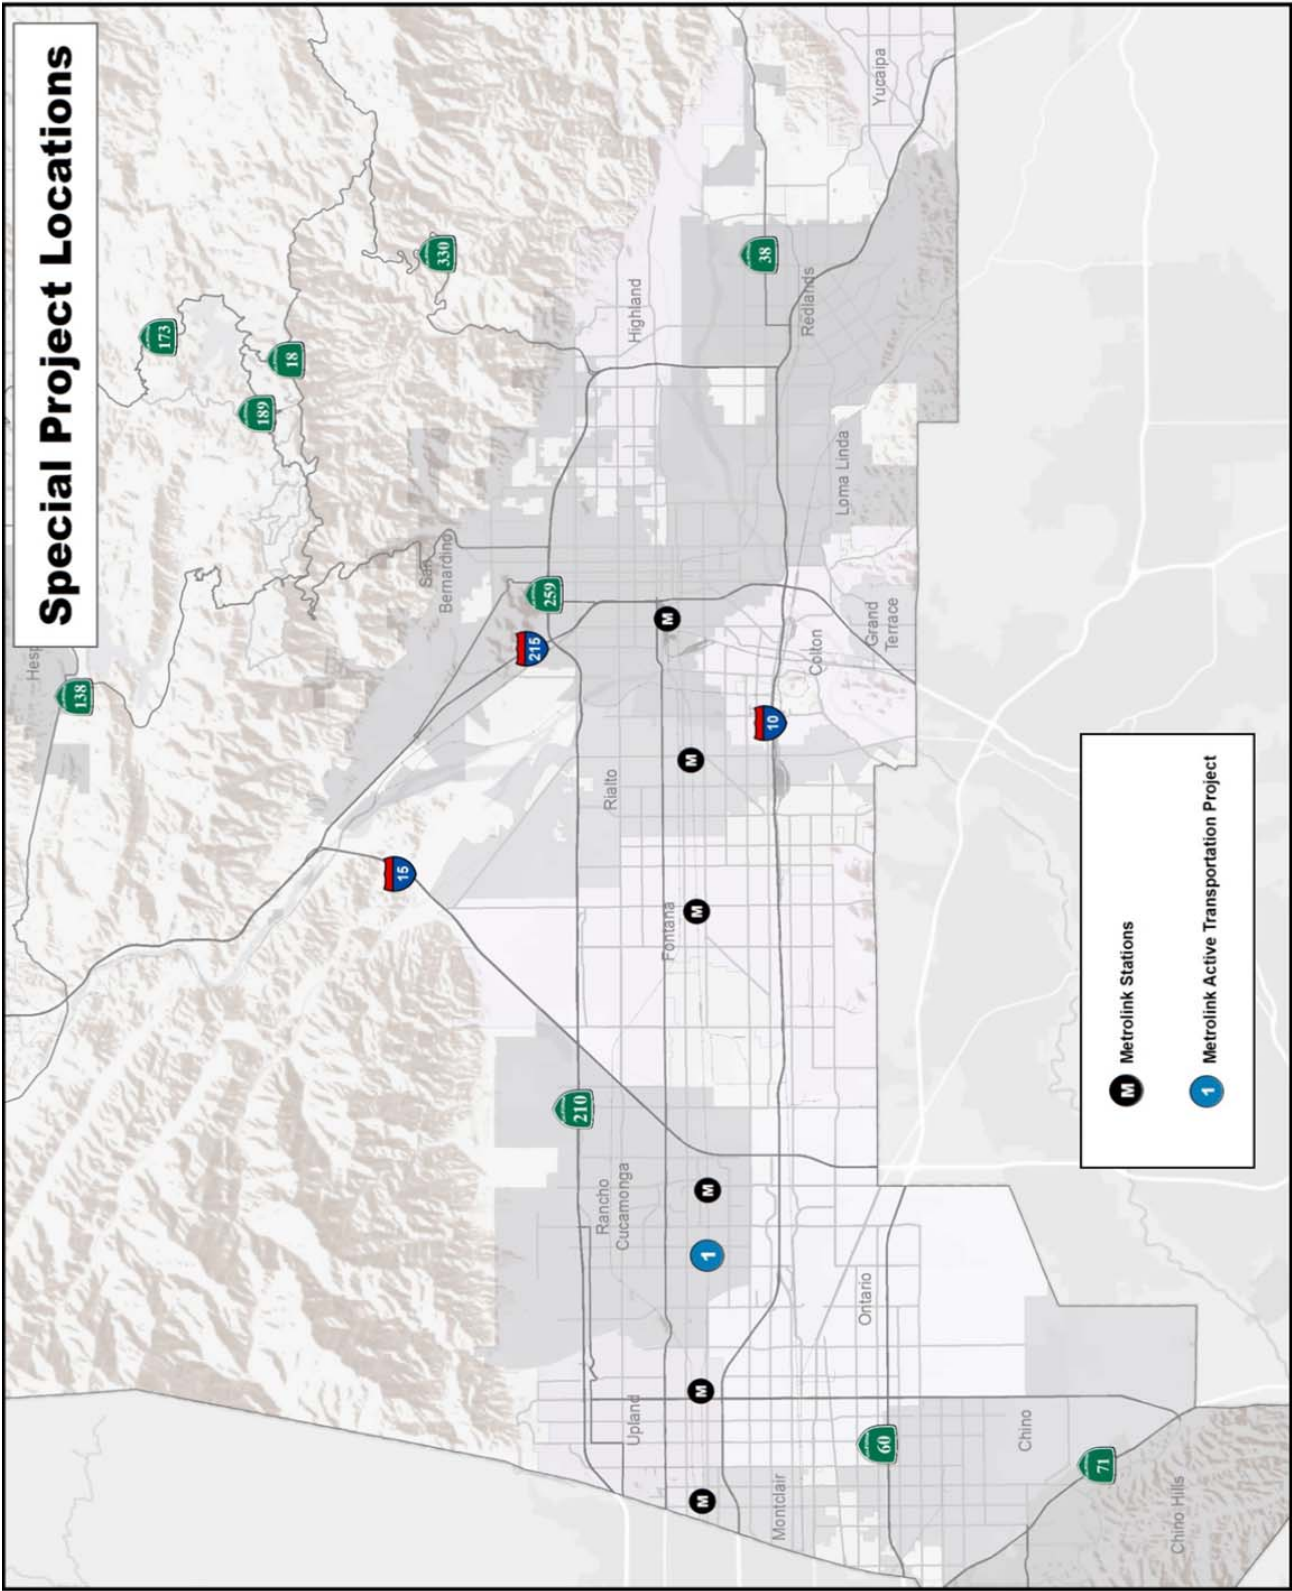 Special Project Locations
Hesp
138
173
189
18
330
15
215
259
San
Bernardino
210
Highland
Rialto
Rancho
Cucamonga
Upland
Fontana
M
M
M
M
M
M
1
38
10
Redlands
Yucaipa
Loma Linda
Colton
Grand
Terrace
Montclair
Ontario
60
Chino
71
Chino Hills
M Metrolink Stations
1 Metrolink Active Transportation Project